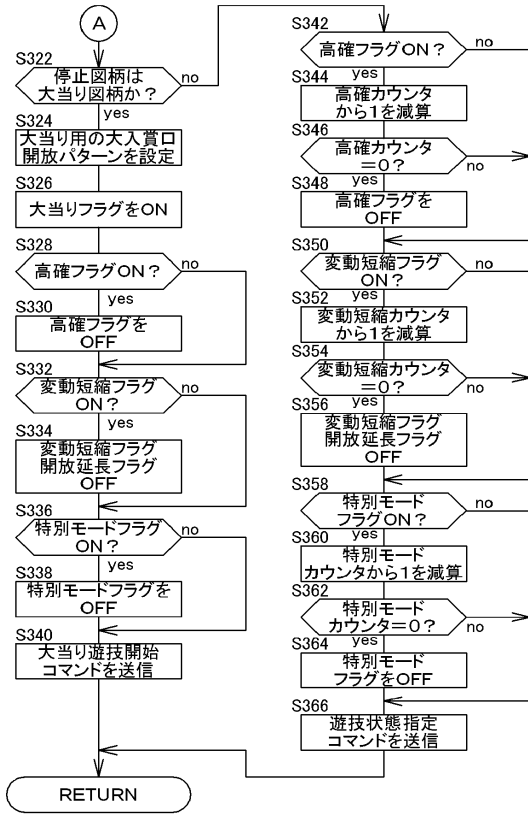 A
S322
停止図柄は
大当り図柄か？
no
yes
S324
大当り用の大入賞口
開放パターンを設定
S326
大当りフラグをON
S328
高確フラグON？
no
yes
S330
高確フラグを
OFF
S332
変動短縮フラグ
ON？
no
yes
S334
変動短縮フラグ
開放延長フラグ
OFF
S336
特別モードフラグ
ON？
no
yes
S338
特別モードフラグを
OFF
S340
大当り遊技開始
コマンドを送信
RETURN
S342
高確フラグON？
no
yes
S344
高確カウンタ
から1を減算
S346
高確カウンタ
＝0？
no
yes
S348
高確フラグを
OFF
S350
変動短縮フラグ
ON？
no
yes
S352
変動短縮カウンタ
から1を減算
S354
変動短縮カウンタ
＝0？
no
yes
S356
変動短縮フラグ
開放延長フラグ
OFF
S358
特別モード
フラグON？
no
yes
S360
特別モード
カウンタから1を減算
S362
特別モード
カウンタ＝0？
no
yes
S364
特別モード
フラグをOFF
S366
遊技状態指定
コマンドを送信